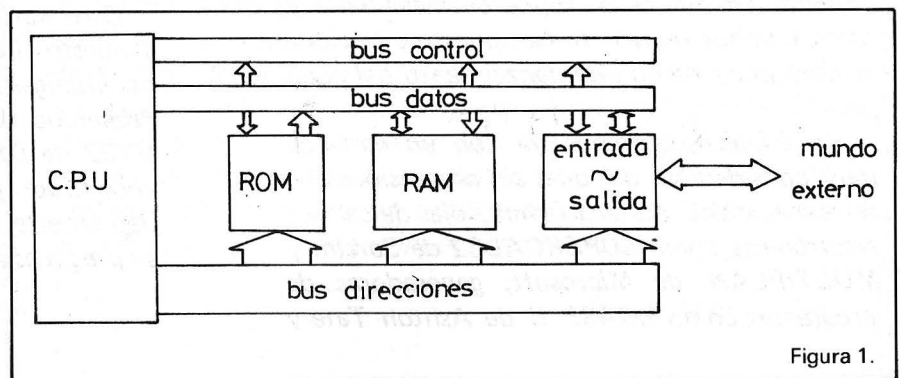 bus control
bus datos
C.P.U
ROM
RAM
entrada
~
salida
mundo
externo
bus direcciones
Figura 1.